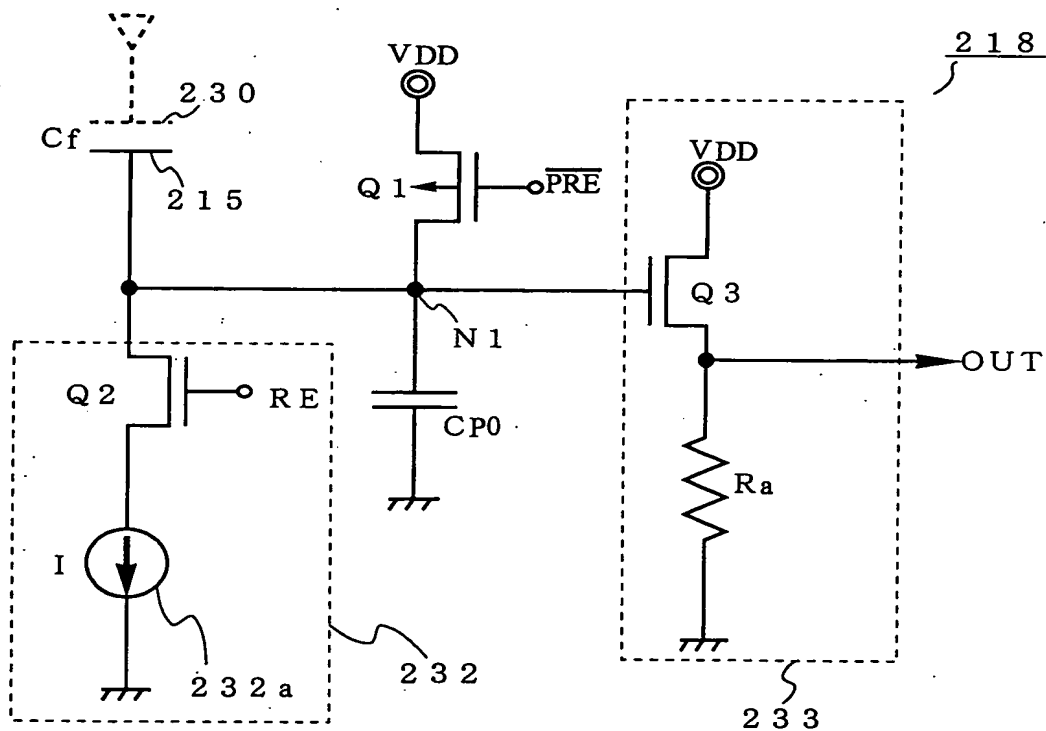 218
VDD
230
Cf
VDD
Q1
PRE
215
Q3
N1
Q2
RE
OUT
CP0
Ra
I
232a
232
233